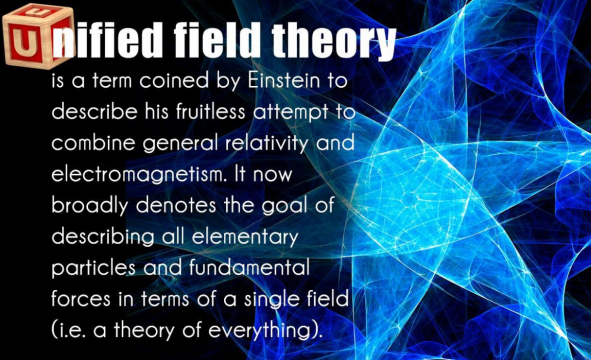 Unified field theory
is a term coined by Einstein to
describe his fruitless attempt to
combine general relativity and
electromagnetism. It now
broadly denotes the goal of
describing all elementary
particles and fundamental
forces in terms of a single field
(i.e. a theory of everything).